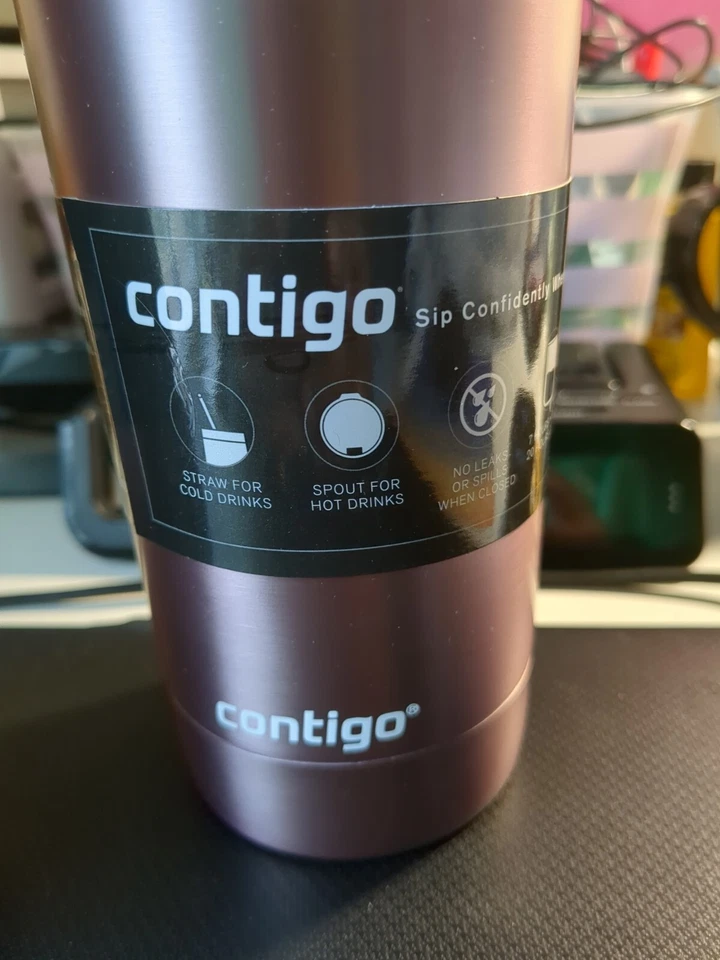 contigo
Sip Confidently
STRAW FOR
COLD DRINKS
SPOUT FOR
HOT DRINKS
NO LEAKS
OR SPILLS
WHEN CLOSED
contigo®